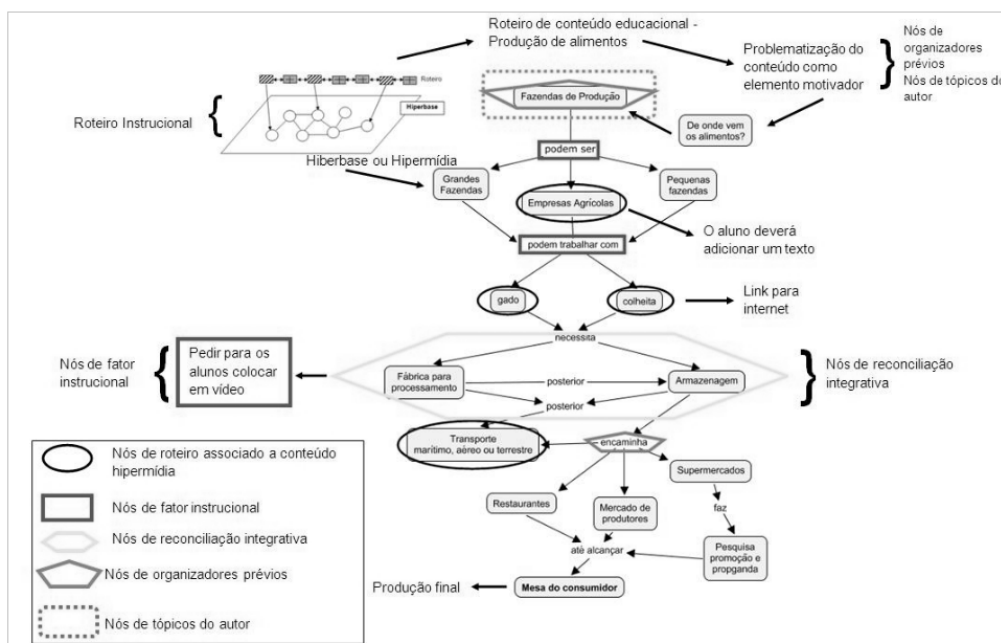 Roteiro de conteúdo educacional -
Produção de alimentos
Problematização do
conteúdo como
elemento motivador
Nós de
organizadores
prévios
Nós de tópicos do
autor
Roteiro
Hiperbase
Roteiro Instrucional
Fazendas de Produção
De onde vem
os alimentos?
podem ser
Hiberbase ou Hipermídia
Grandes
Fazendas
Pequenas
fazendas
Empresas Agrícolas
O aluno deverá
adicionar um texto
podem trabalhar com
gado
colheita
Link para
internet
necessita
Nós de fator
instrucional
Pedir para os
alunos colocar
em vídeo
Fábrica para
processamento
posterior
Armazenagem
posterior
Nós de reconciliação
integrativa
Transporte
marítimo, aéreo ou terrestre
encaminha
Supermercados
Restaurantes
Mercado de
produtores
faz
até alcançar
Pesquisa
promoção e
propganda
Produção final
Mesa do consumidor
Nós de roteiro associado a conteúdo
hipermídia
Nós de fator instrucional
Nós de reconciliação integrativa
Nós de organizadores prévios
Nós de tópicos do autor